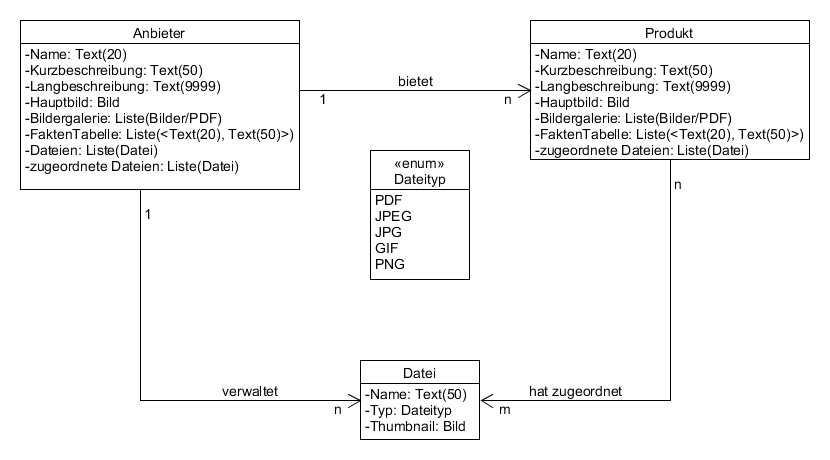 Anbieter
-Name: Text(20)
-Kurzbeschreibung: Text(50)
-Langbeschreibung: Text(9999)
-Hauptbild: Bild
-Bildergalerie: Liste(Bilder/PDF)
-FaktenTabelle: Liste(<Text(20), Text(50)>)
-Dateien: Liste(Datei)
-zugeordnete Dateien: Liste(Datei)
bietet
1
n
Produkt
-Name: Text(20)
-Kurzbeschreibung: Text(50)
-Langbeschreibung: Text(9999)
-Hauptbild: Bild
-Bildergalerie: Liste(Bilder/PDF)
-FaktenTabelle: Liste(<Text(20), Text(50)>)
-zugeordnete Dateien: Liste(Datei)
«enum»
Dateityp
PDF
JPEG
JPG
GIF
PNG
1
n
verwaltet
n
Datei
-Name: Text(50)
-Typ: Dateityp
-Thumbnail: Bild
hat zugeordnet
m